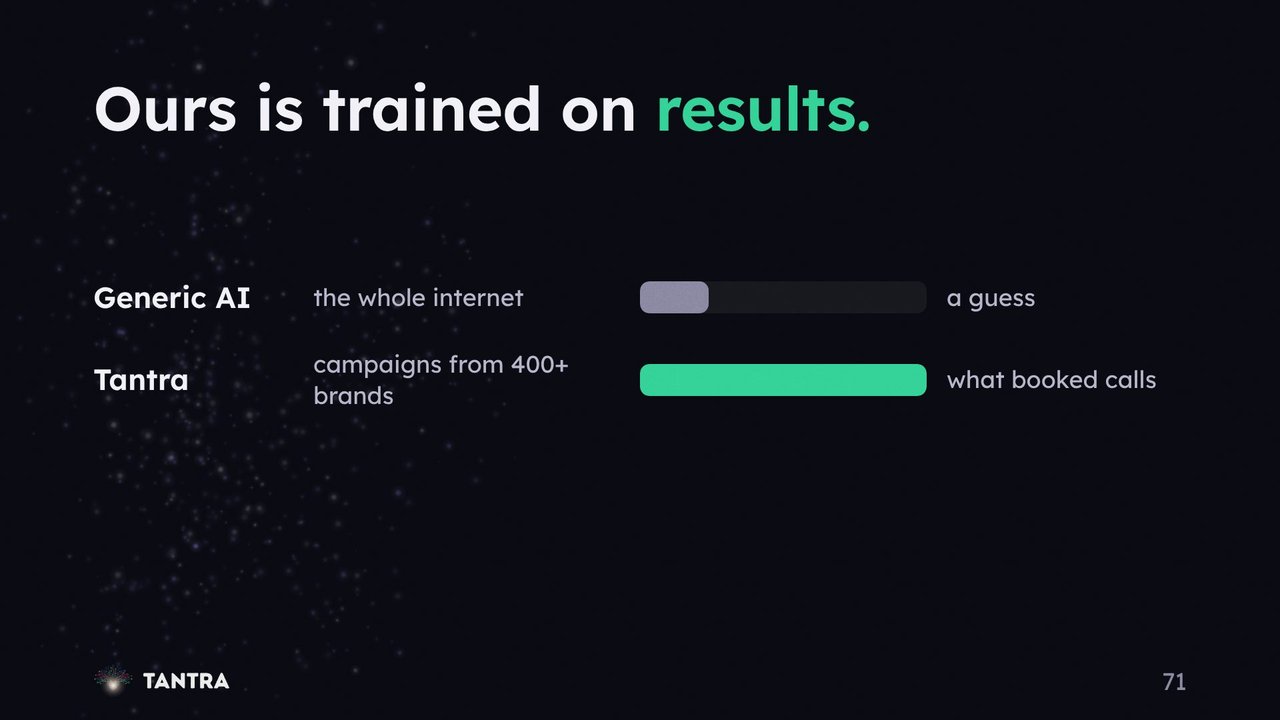 Ours is trained on results.
Generic AI the whole internet a guess
Tantra campaigns from 400+ brands what booked calls
TANTRA
71